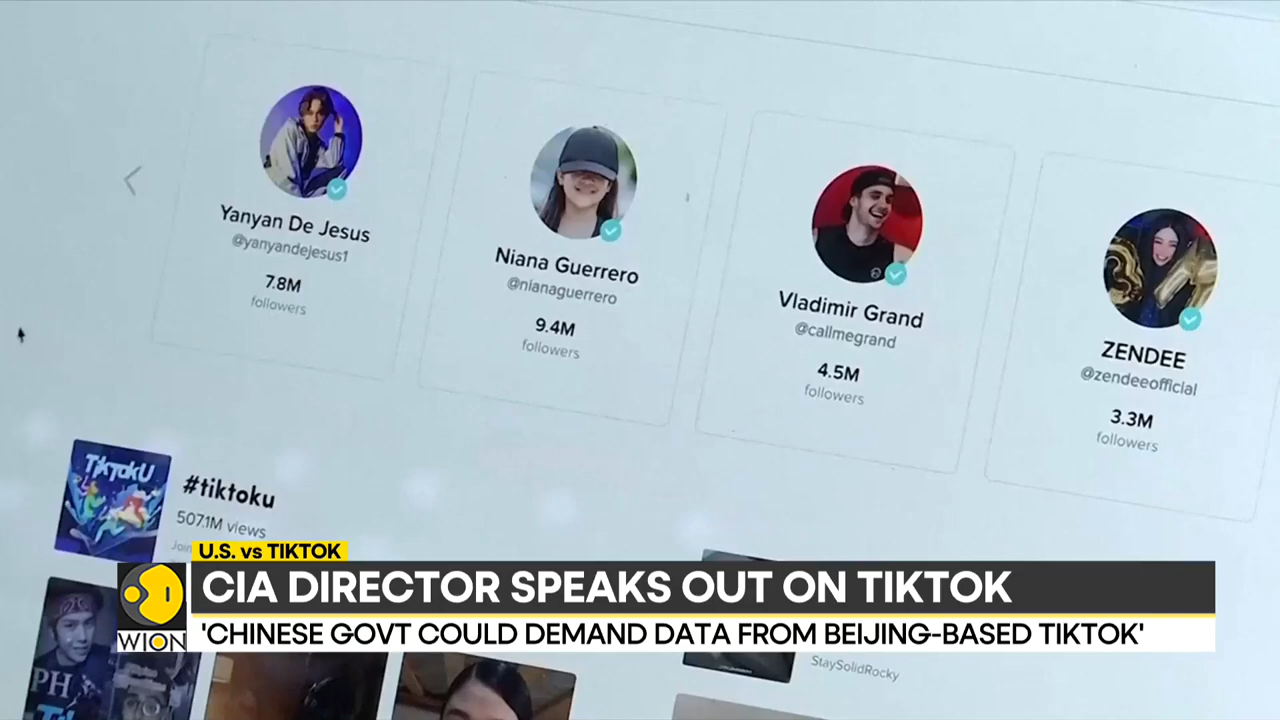 Yanyan De Jesus
@yanyandejesus1
7.8M
followers
Niana Guerrero
@nianaguerrero
9.4M
followers
Vladimir Grand
@callmegrand
4.5M
followers
ZENDEE
@zendeeofficial
3.3M
followers
TikTokU
#tiktoku
507.1M views
Join
U.S. vs TIKTOK
CIA DIRECTOR SPEAKS OUT ON TIKTOK
'CHINESE GOVT COULD DEMAND DATA FROM BEIJING-BASED TIKTOK'
WION
StaySolidRocky
PH